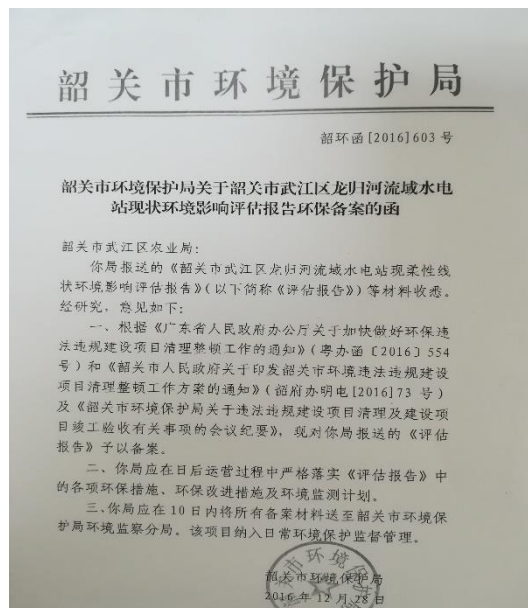 韶关市环境保护局
韶环函[2016]603 号
韶关市环境保护局关于韶关市武江区龙归河流域水电
站现状环境影响评估报告环保备案的函
韶关市武江区农业局:
你局报送的《韶关市武江区龙归河流域水电站现柔性线
状环境影响评估报告》(以下简称《评估报告》)等材料收悉。
经研究，意见如下:
一、根据《广东省人民政府办公厅关于加快做好环保违
法违规建设项目清理整顿工作的通知》(粤办函〔2016〕554
号）和《韶关市人民政府关于印发韶关市环境违法违规建设
项目清理整顿工作方案的通知》(韶府办明电[2016]73 号)
及《韶关市环境保护局关于违法违规建设项目清理及建设项
目竣工验收有关事项的会议纪要》，现对你局报送的《评估
报告》予以备案。
二、你局应在日后运营过程中严格落实《评估报告》中
的各项环保措施、环保改进措施及环境监测计划。
三.你局应在 10 日内将所有备案材料送至韶关市环境保
护局环境监察分局。该项目纳入日常环境保护监督管理。
韶关市环境保护局
2016 年 12 月 28 日